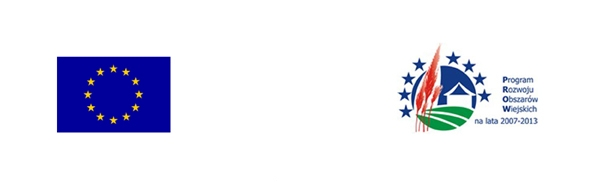 Program
Rozwoju
Obszarów
Wiejskich
na lata 2007-2013